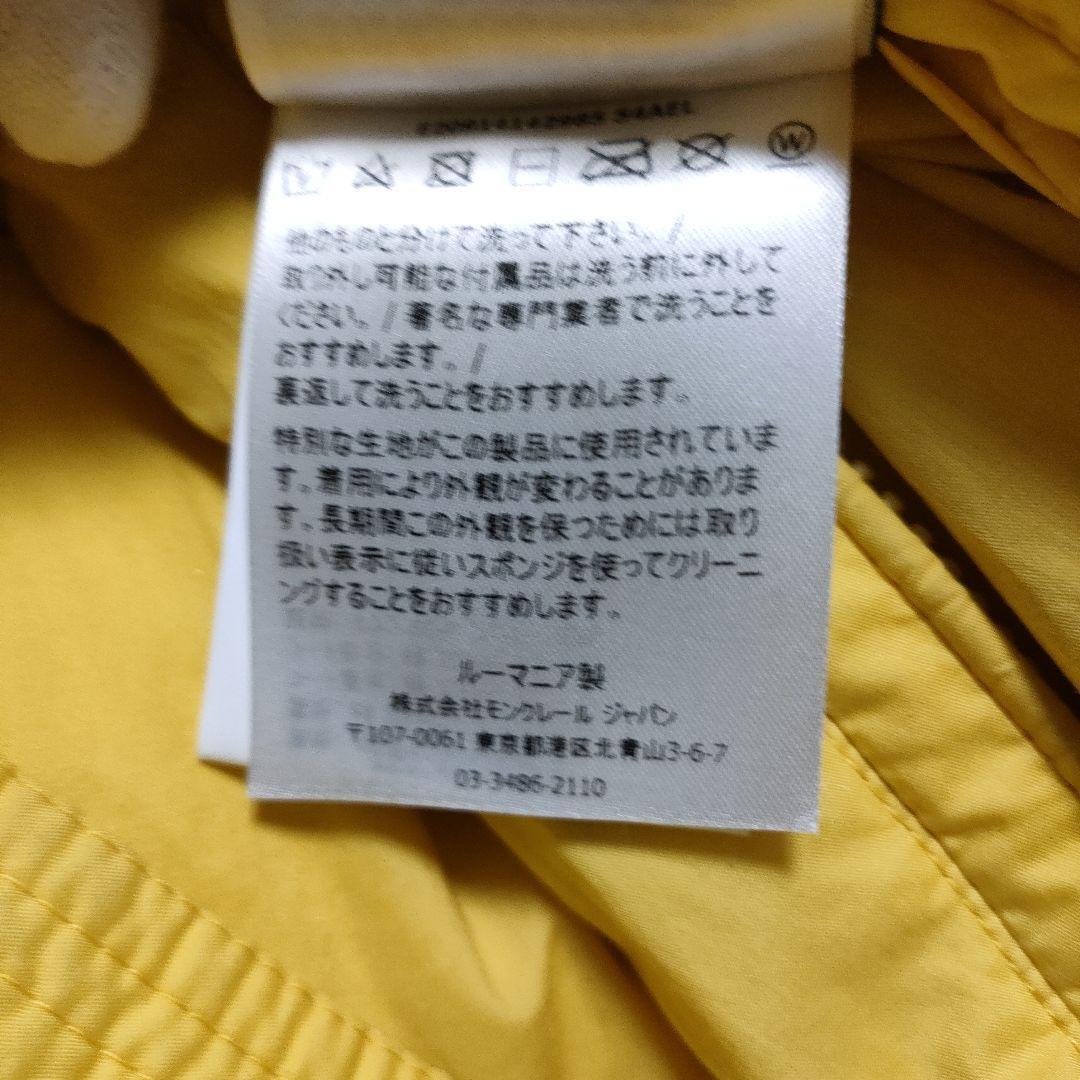 W
他のものと分けて洗って下さい。/
取り外し可能な付属品は洗う前に外して
ください。/著名な専門業者で洗うことを
おすすめします。/
裏返して洗うことをおすすめします。
特別な生地がこの製品に使用されていま
す。着用により外観が変わることがありま
す、長期間この外観を保つためには取り
扱い表示に従いスポンジを使ってクリーニ
ングすることをおすすめします。
ルーマニア製
株式会社モンクレール ジャパン
〒107-0061 東京都港区北青山3-6-7
03-3486-2110